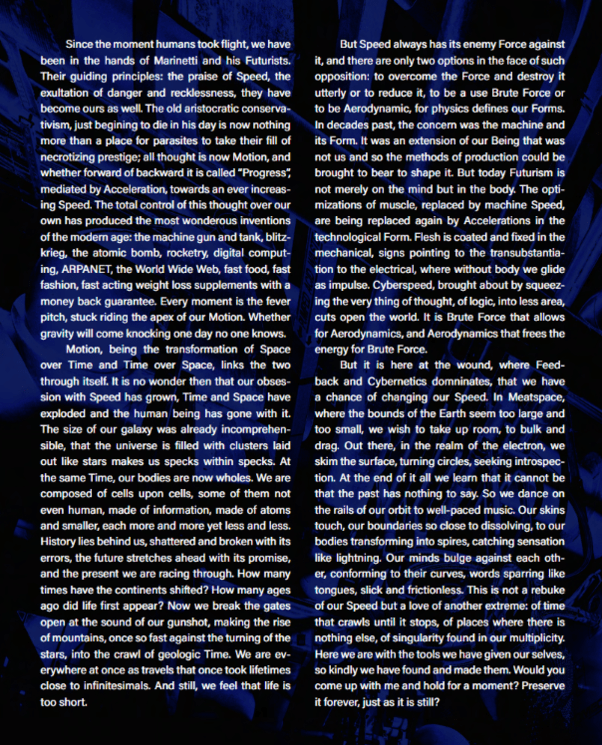 Since the moment humans took flight, we have
been in the hands of Marinetti and his Futurists.
Their guiding principles: the praise of Speed, the
exultation of danger and recklessness, they have
become ours as well. The old aristocratic conserva-
tivism, just begining to die in his day is now nothing
more than a place for parasites to take their fill of
necrotizing prestige; all thought is now Motion, and
whether forward of backward it is called "Progress",
mediated by Acceleration, towards an ever increas-
ing Speed. The total control of this thought over our
own has produced the most wonderous inventions
of the modern age: the machine gun and tank, blitz-
krieg, the atomic bomb, rocketry, digital comput-
ing, ARPANET, the World Wide Web, fast food, fast
fashion, fast acting weight loss supplements with a
money back guarantee. Every moment is the fever
pitch, stuck riding the apex of our Motion. Whether
gravity will come knocking one day no one knows.
Motion, being the transformation of Space
over Time and Time over Space, links the two
through itself. It is no wonder then that our obses-
sion with Speed has grown, Time and Space have
exploded and the human being has gone with it.
The size of our galaxy was already incomprehen-
sible, that the universe is filled with clusters laid
out like stars makes us specks within specks. At
the same Time, our bodies are now wholes. We are
composed of cells upon cells, some of them not
even human, made of information, made of atoms
and smaller, each more and more yet less and less.
History lies behind us, shattered and broken with its
errors, the future stretches ahead with its promise,
and the present we are racing through. How many
times have the continents shifted? How many ages
ago did life first appear? Now we break the gates
open at the sound of our gunshot, making the rise
of mountains, once so fast against the turning of the
stars, into the crawl of geologic Time. We are ev-
erywhere at once as travels that once took lifetimes
close to infinitesimals. And still, we feel that life is
too short.
But Speed always has its enemy Force against
it, and there are only two options in the face of such
opposition: to overcome the Force and destroy it
utterly or to reduce it, to be a use Brute Force or
to be Aerodynamic, for physics defines our Forms.
In decades past, the concern was the machine and
its Form. It was an extension of our Being that was
not us and so the methods of production could be
brought to bear to shape it. But today Futurism is
not merely on the mind but in the body. The opti-
mizations of muscle, replaced by machine Speed,
are being replaced again by Accelerations in the
technological Form. Flesh is coated and fixed in the
mechanical, signs pointing to the transubstantia-
tion to the electrical, where without body we glide
as impulse. Cyberspeed, brought about by squeez-
ing the very thing of thought, of logic, into less area,
cuts open the world. It is Brute Force that allows
for Aerodynamics, and Aerodynamics that frees the
energy for Brute Force.
But it is here at the wound, where Feed-
back and Cybernetics domninates, that we have
a chance of changing our Speed. In Meatspace,
where the bounds of the Earth seem too large and
too small, we wish to take up room, to bulk and
drag. Out there, in the realm of the electron, we
skim the surface, turning circles, seeking introspec-
tion. At the end of it all we learn that it cannot be
that the past has nothing to say. So we dance on
the rails of our orbit to well-paced music. Our skins
touch, our boundaries so close to dissolving, to our
bodies transforming into spires, catching sensation
like lightning. Our minds bulge against each oth-
er, conforming to their curves, words sparring like
tongues, slick and frictionless. This is not a rebuke
of our Speed but a love of another extreme: of time
that crawls until it stops, of places where there is
nothing else, of singularity found in our multiplicity.
Here we are with the tools we have given our selves,
so kindly we have found and made them. Would you
come up with me and hold for a moment? Preserve
it forever, just as it is still?